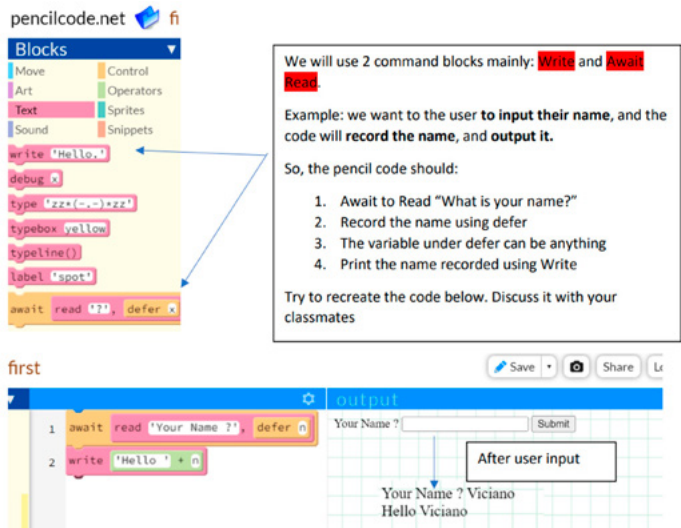 pencilcode.net fi
Blocks
Move Control
Art Operators
Text Sprites
Sound Snippets
write 'Hello.'
debug x
type 'zz*(-.-)*zz'
typebox yellow
typeline()
label 'spot'
await read '?', defer x
We will use 2 command blocks mainly: Write and Await
Read.
Example: we want to the user to input their name, and the
code will record the name, and output it.
So, the pencil code should:
1. Await to Read “What is your name?”
2. Record the name using defer
3. The variable under defer can be anything
4. Print the name recorded using Write
Try to recreate the code below. Discuss it with your
classmates
first
Save Share Lo
output
1 await read 'Your Name ?', defer n
2 write 'Hello ' + n
Your Name ? Submit
After user input
Your Name ? Viciano
Hello Viciano